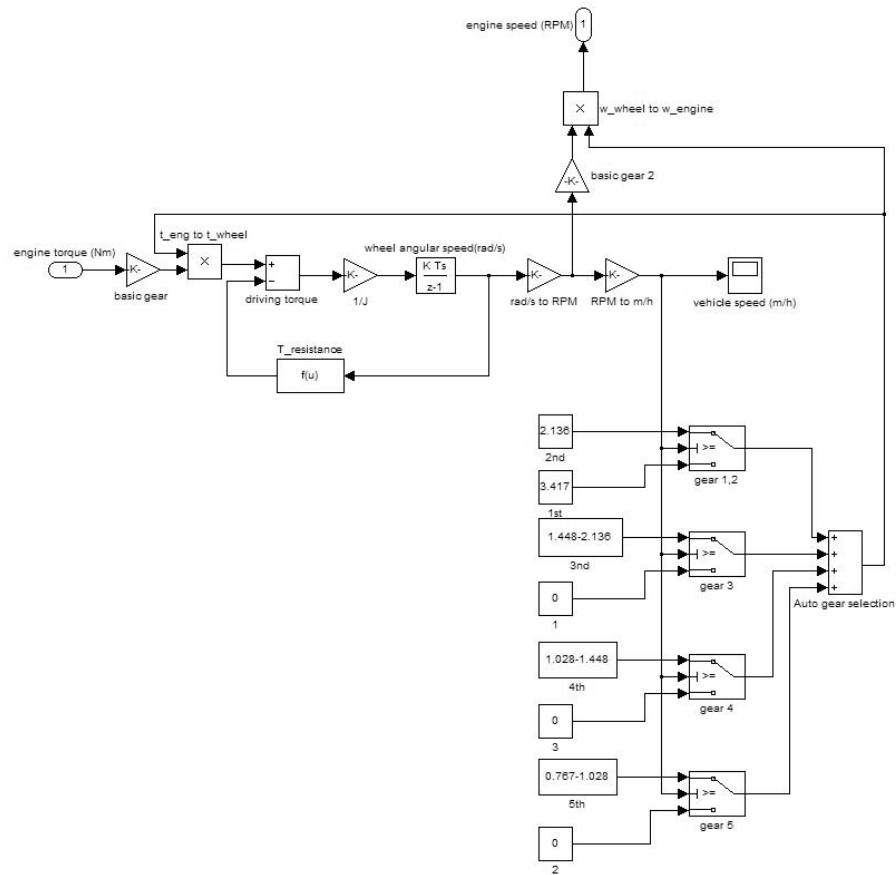 engine speed (RPM)
1
×
w_wheel to w_engine
-K-
basic gear 2
t_eng to t_wheel
engine torque (Nm)
1
K-
basic gear
×
+
−
driving torque
K-
1/J
wheel angular speed(rad/s)
K Ts
z-1
K-
rad/s to RPM
K-
RPM to m/h
vehicle speed (m/h)
T_resistance
f(u)
2.136
2nd
3.417
1st
>=
gear 1,2
1.448-2.136
3nd
0
1
>=
gear 3
+
+
+
+
Auto gear selection
1.028-1.448
4th
0
3
>=
gear 4
0.767-1.028
5th
0
2
>=
gear 5